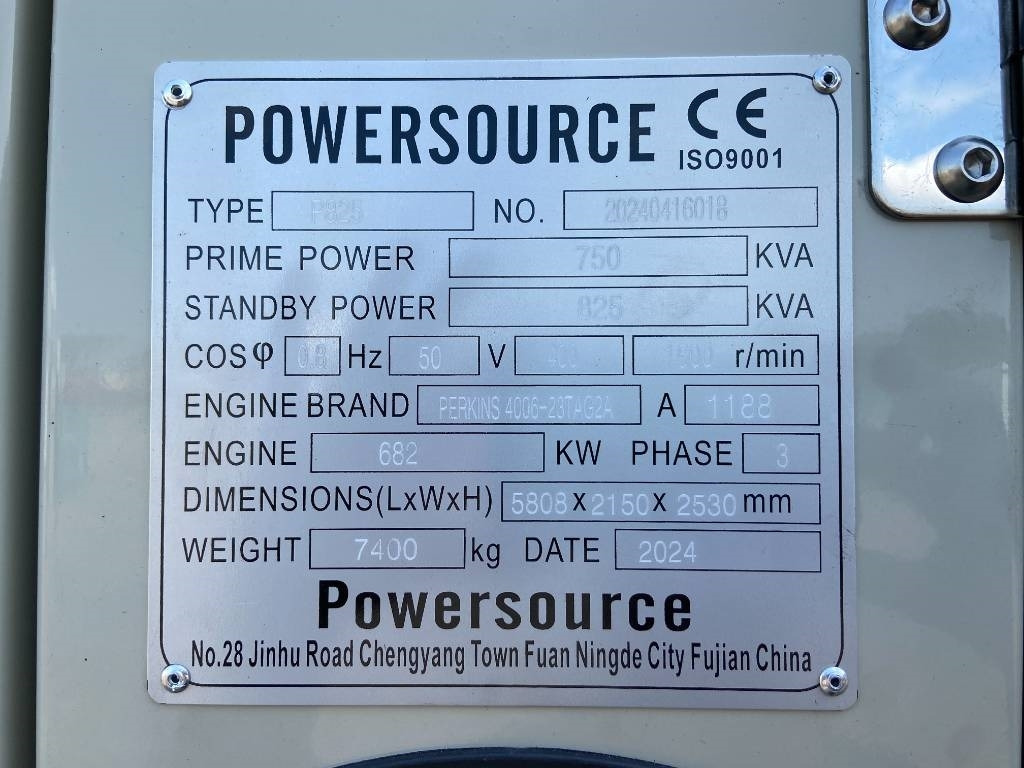 POWERSOURCE CE
ISO9001
TYPE P825 NO. 20240416018
PRIME POWER 750 KVA
STANDBY POWER 825 KVA
COSφ 0.8 Hz 50 V 400 1500 r/min
ENGINE BRAND PERKINS 4006-23TAG2A A 1188
ENGINE 682 KW PHASE 3
DIMENSIONS(LxWxH) 5808 x 2150 x 2530 mm
WEIGHT 7400 kg DATE 2024
Powersource
No.28 Jinhu Road Chengyang Town Fuan Ningde City Fujian China